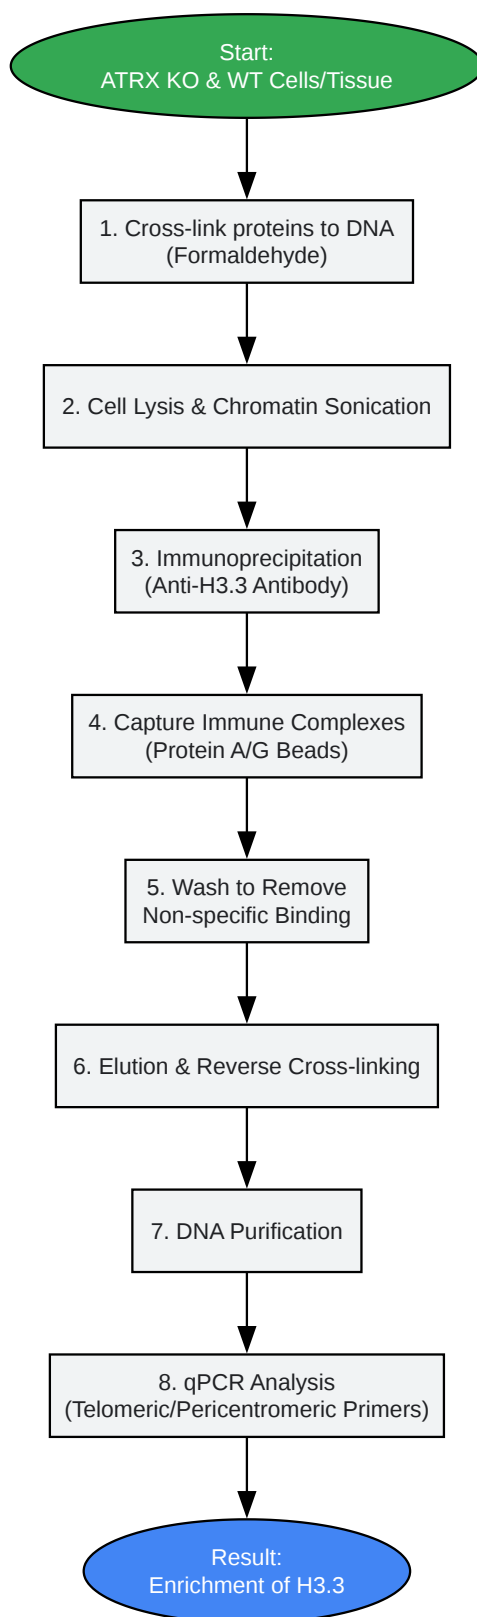 Start:
ATRX KO & WT Cells/Tissue
1. Cross-link proteins to DNA
(Formaldehyde)
2. Cell Lysis & Chromatin Sonication
3. Immunoprecipitation
(Anti-H3.3 Antibody)
4. Capture Immune Complexes
(Protein A/G Beads)
5. Wash to Remove
Non-specific Binding
6. Elution & Reverse Cross-linking
7. DNA Purification
8. qPCR Analysis
(Telomeric/Pericentromeric Primers)
Result:
Enrichment of H3.3